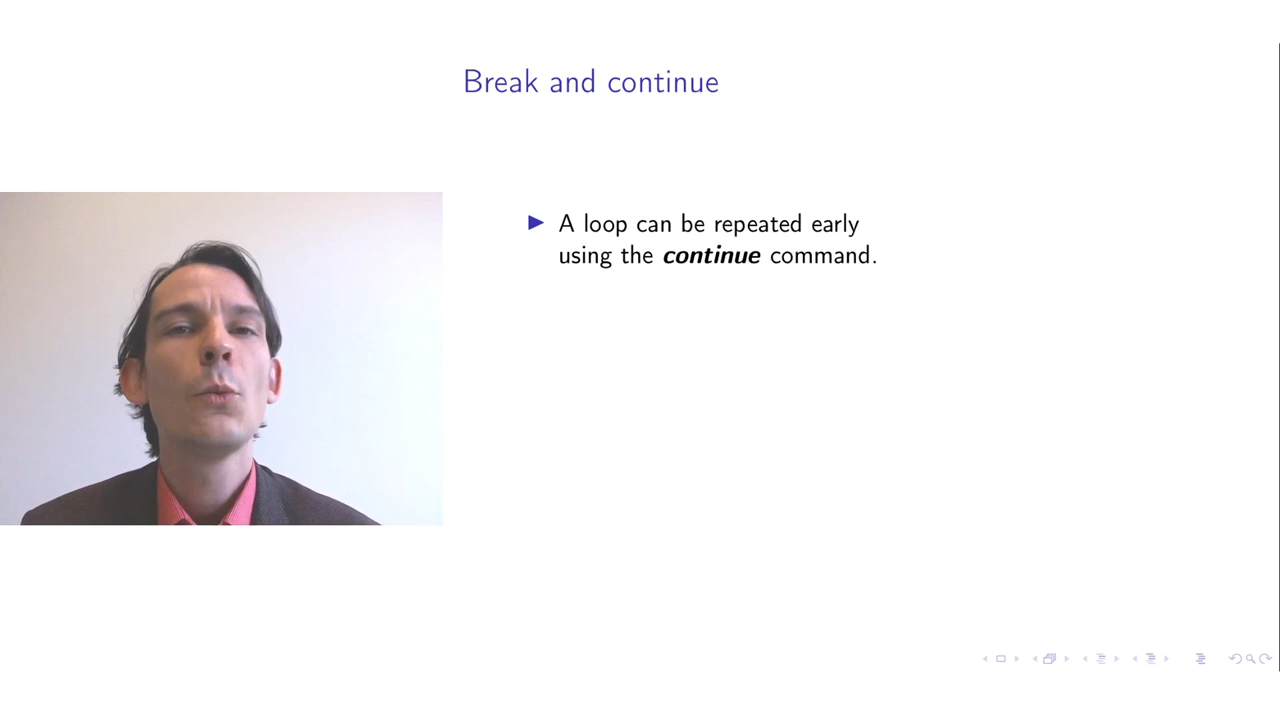 Break and continue
A loop can be repeated early
using the continue command.